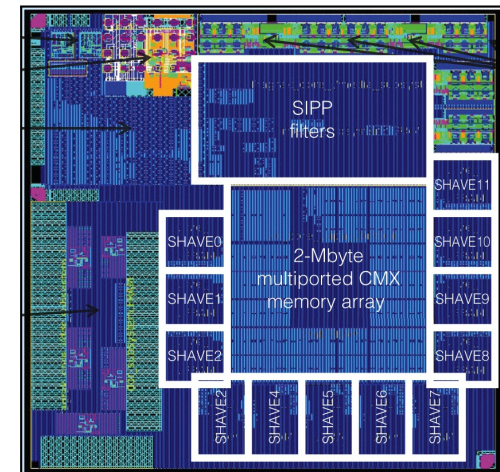 SIPP
filters
SHAVE11
SHAVE0
SHAVE10
2-Mbyte
multiported CMX
memory array
SHAVE1
SHAVE9
SHAVE2
SHAVE8
SHAVE2
SHAVE4
SHAVE5
SHAVE6
SHAVE7